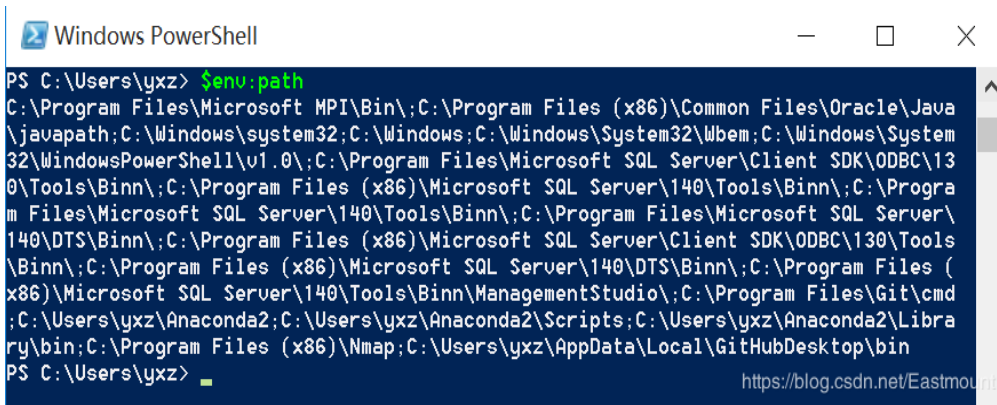 Windows PowerShell
PS C:\Users\yxz> $env:path
C:\Program Files\Microsoft MPI\Bin\;C:\Program Files (x86)\Common Files\Oracle\Java
\javapath;C:\Windows\system32;C:\Windows;C:\Windows\System32\Wbem;C:\Windows\System
32\WindowsPowerShell\v1.0\;C:\Program Files\Microsoft SQL Server\Client SDK\ODBC\13
0\Tools\Binn\;C:\Program Files (x86)\Microsoft SQL Server\140\Tools\Binn\;C:\Progra
m Files\Microsoft SQL Server\140\Tools\Binn\;C:\Program Files\Microsoft SQL Server\
140\DTS\Binn\;C:\Program Files (x86)\Microsoft SQL Server\Client SDK\ODBC\130\Tools
\Binn\;C:\Program Files (x86)\Microsoft SQL Server\140\DTS\Binn\;C:\Program Files (
x86)\Microsoft SQL Server\140\Tools\Binn\ManagementStudio\;C:\Program Files\Git\cmd
;C:\Users\yxz\Anaconda2;C:\Users\yxz\Anaconda2\Scripts;C:\Users\yxz\Anaconda2\Libra
ry\bin;C:\Program Files (x86)\Nmap;C:\Users\yxz\AppData\Local\GitHubDesktop\bin
PS C:\Users\yxz>
https://blog.csdn.net/Eastmount